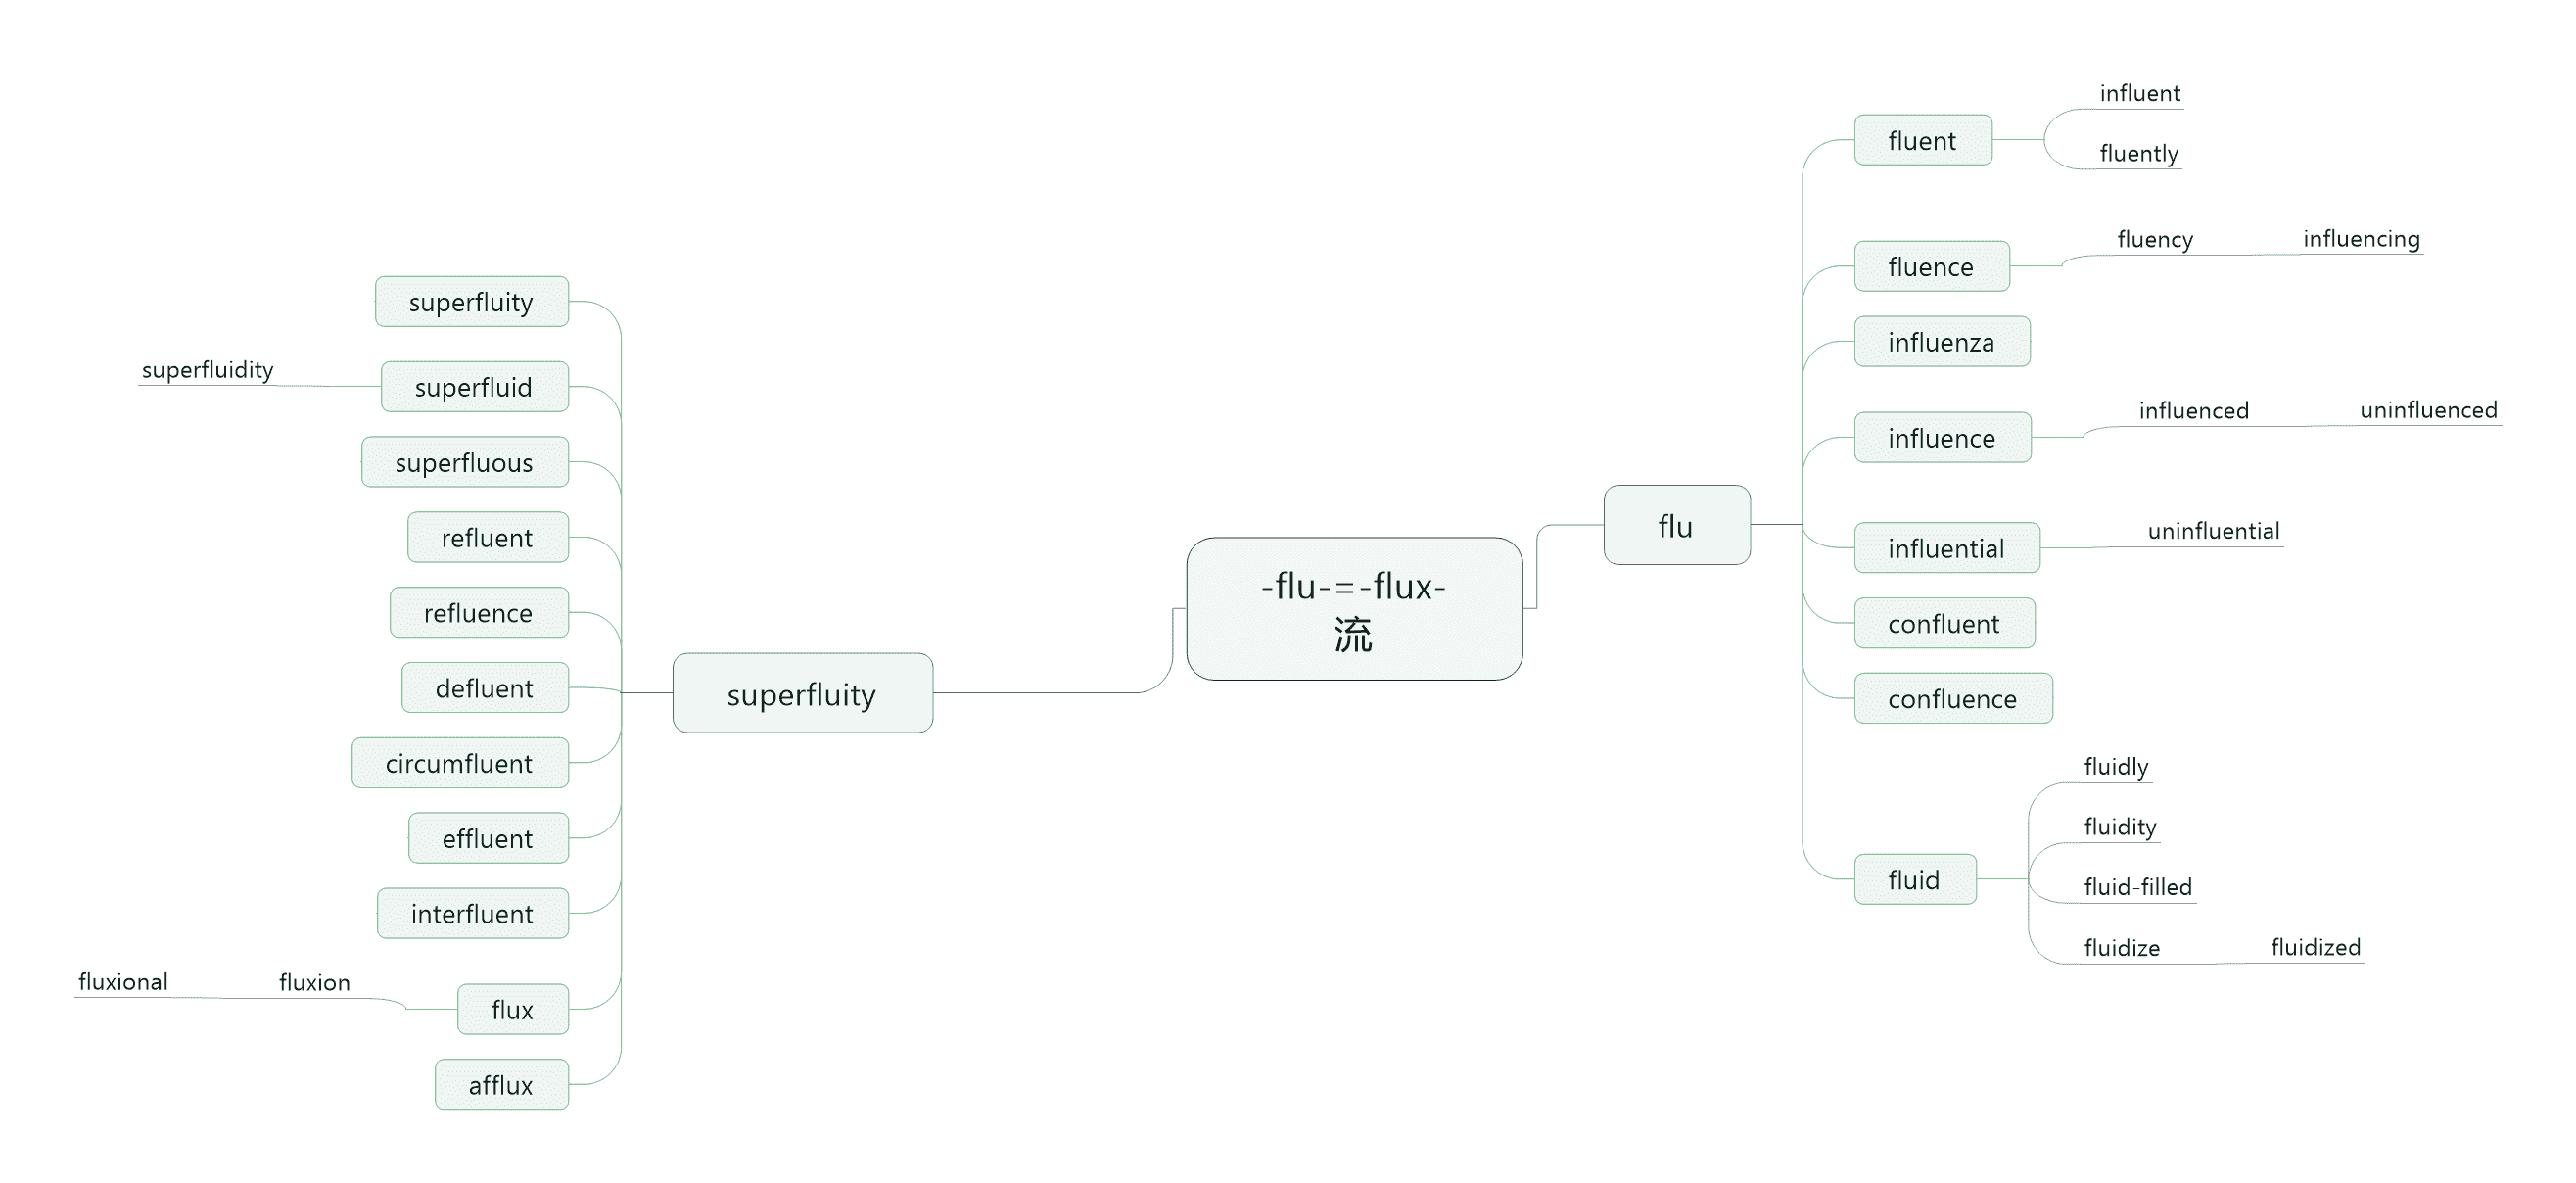 -flu-=-flux-
流
flu
fluent
influent
fluently
fluence
fluency
influencing
influenza
influence
influenced
uninfluenced
influential
uninfluential
confluent
confluence
fluid
fluidly
fluidity
fluid-filled
fluidize
fluidized
superfluity
superfluity
superfluid
superfluidity
superfluous
refluent
refluence
defluent
circumfluent
effluent
interfluent
flux
fluxion
fluxional
afflux